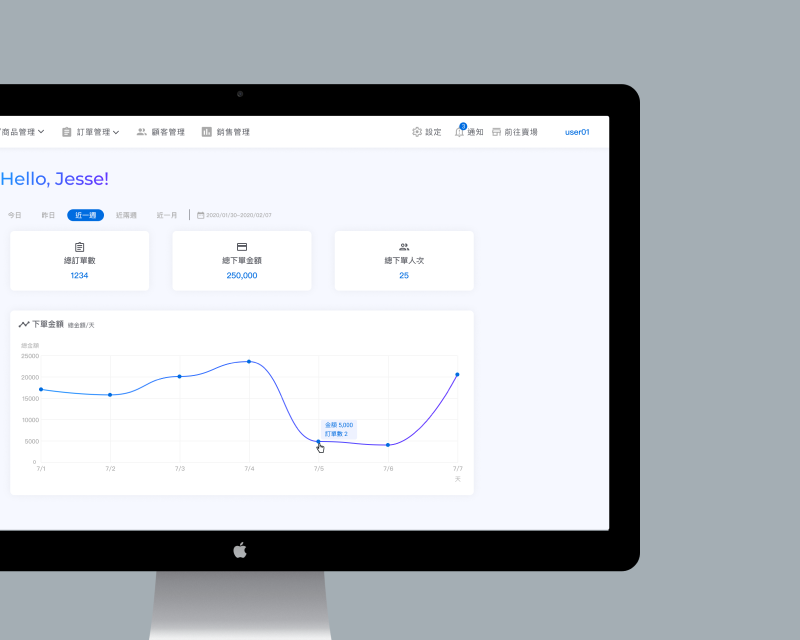 商品管理 訂單管理 顧客管理 銷售管理 設定 3 通知 前往賣場 user01
Hello, Jesse!
今日 昨日 近一週 近兩週 近一月 2020/01/30~2020/02/07
總訂單數 總下單金額 總下單人次
1234 250,000 25
下單金額 總金額/天
總金額
25000
20000
15000
10000
5000
0
金額 5,000
訂單數 2
7/1 7/2 7/3 7/4 7/5 7/6 7/7
天